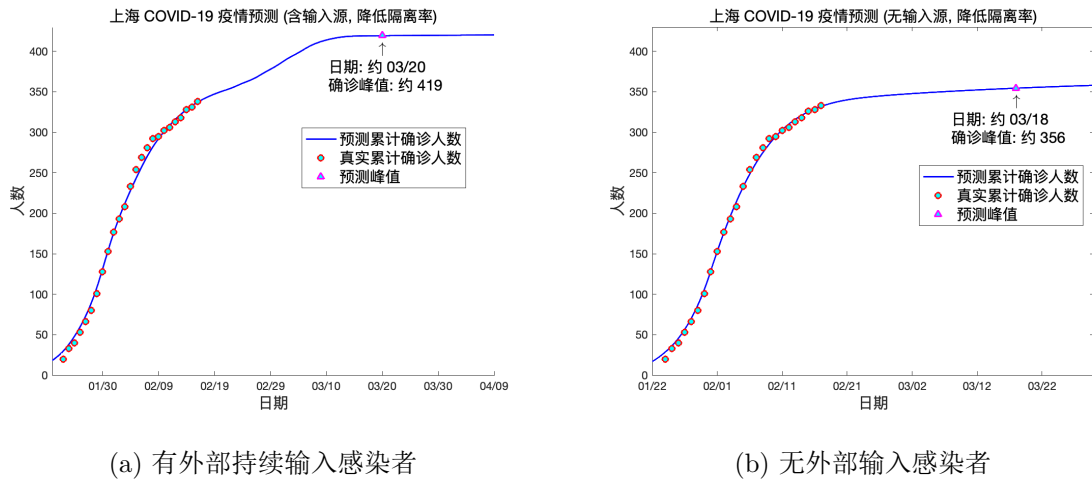 上海 COVID-19 疫情预测 (含输入源, 降低隔离率)
400
350
300
250
200
150
100
50
0
人数
日期: 约 03/20
确诊峰值: 约 419
预测累计确诊人数
真实累计确诊人数
预测峰值
01/30 02/09 02/19 02/29 03/10 03/20 03/30 04/09
日期
(a) 有外部持续输入感染者
上海 COVID-19 疫情预测 (无输入源, 降低隔离率)
400
350
300
250
200
150
100
50
0
人数
日期: 约 03/18
确诊峰值: 约 356
预测累计确诊人数
真实累计确诊人数
预测峰值
01/22 02/01 02/11 02/21 03/02 03/12 03/22
日期
(b) 无外部输入感染者